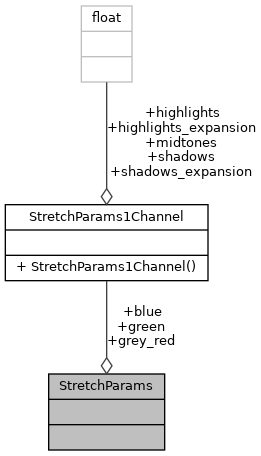 float
+highlights
+highlights_expansion
+midtones
+shadows
+shadows_expansion
StretchParams1Channel
+ StretchParams1Channel()
+blue
+green
+grey_red
StretchParams